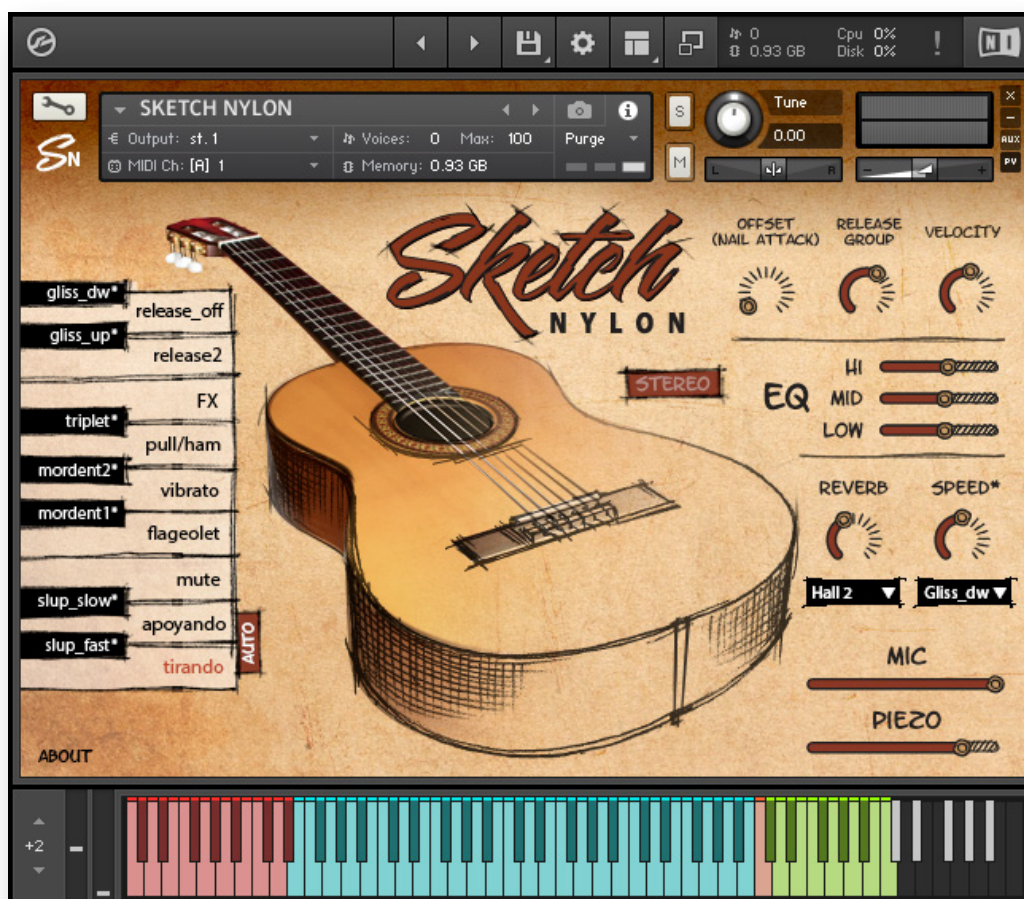 0
Cpu 0%
0.93 GB
Disk 0%
!
NI
SKETCH NYLON
i
S
Tune
x
-
Output: st. 1
Voices: 0 Max: 100
Purge
0.00
AUX
SN
MIDI Ch: [A] 1
Memory: 0.93 GB
M
L
R
-
+
PV
Sketch
NYLON
OFFSET
(NAIL ATTACK)
RELEASE
GROUP
VELOCITY
gliss_dw*
release_off
gliss_up*
release2
FX
triplet*
pull/ham
mordent2*
vibrato
mordent1*
flageolet
mute
slup_slow*
apoyando
slup_fast*
tirando
AUTO
STEREO
EQ
HI
MID
LOW
REVERB
SPEED*
Hall 2
Gliss_dw
MIC
PIEZO
ABOUT
+2